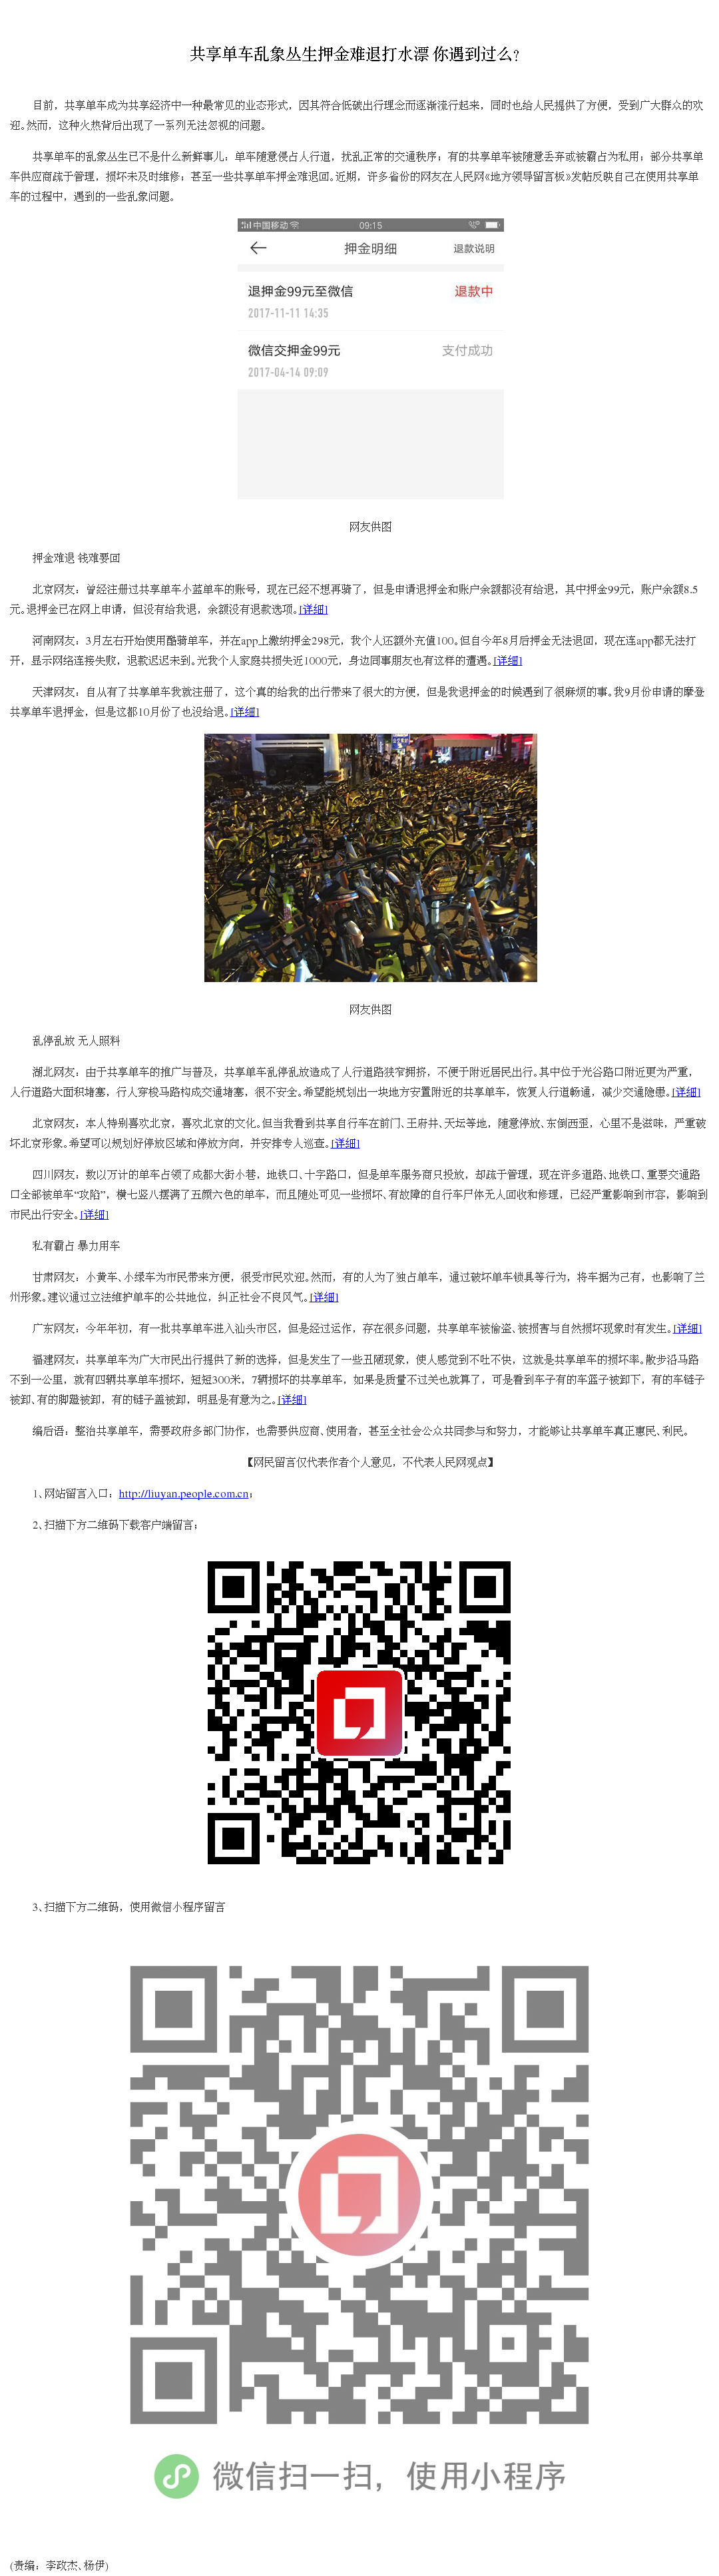 共享单车乱象丛生押金难退打水漂 你遇到过么?
目前，共享单车成为共享经济中一种最常见的业态形式，因其符合低碳出行理念而逐渐流行起来，同时也给人民提供了方便，受到广大群众的欢
迎。然而，这种火热背后出现了一系列无法忽视的问题。
共享单车的乱象丛生已不是什么新鲜事儿：单车随意侵占人行道，扰乱正常的交通秩序；有的共享单车被随意丢弃或被霸占为私用；部分共享单
车供应商疏于管理，损坏未及时维修；甚至一些共享单车押金难退回。近期，许多省份的网友在人民网《地方领导留言板》发帖反映自己在使用共享单
车的过程中，遇到的一些乱象问题。
中国移动 09:15
押金明细 退款说明
退押金99元至微信 退款中
2017-11-11 14:35
微信交押金99元 支付成功
2017-04-14 09:09
网友供图
押金难退 钱难要回
北京网友：曾经注册过共享单车小蓝单车的账号，现在已经不想再骑了，但是申请退押金和账户余额都没有给退，其中押金99元，账户余额8.5
元。退押金已在网上申请，但没有给我退，余额没有退款选项。[详细]
河南网友：3月左右开始使用酷骑单车，并在app上缴纳押金298元，我个人还额外充值100。但自今年8月后押金无法退回，现在连app都无法打
开，显示网络连接失败，退款迟迟未到。光我个人家庭共损失近1000元，身边同事朋友也有这样的遭遇。[详细]
天津网友：自从有了共享单车我就注册了，这个真的给我的出行带来了很大的方便，但是我退押金的时候遇到了很麻烦的事。我9月份申请的摩登
共享单车退押金，但是这都10月份了也没给退。[详细]
网友供图
乱停乱放 无人照料
湖北网友：由于共享单车的推广与普及，共享单车乱停乱放造成了人行道路狭窄拥挤，不便于附近居民出行。其中位于光谷路口附近更为严重，
人行道路大面积堵塞，行人穿梭马路构成交通堵塞，很不安全。希望能规划出一块地方安置附近的共享单车，恢复人行道畅通，减少交通隐患。[详细]
北京网友：本人特别喜欢北京，喜欢北京的文化。但当我看到共享自行车在前门、王府井、天坛等地，随意停放、东倒西歪，心里不是滋味，严重破
坏北京形象。希望可以规划好停放区域和停放方向，并安排专人巡查。[详细]
四川网友：数以万计的单车占领了成都大街小巷，地铁口、十字路口，但是单车服务商只投放，却疏于管理，现在许多道路、地铁口、重要交通路
口全部被单车“攻陷”，横七竖八摆满了五颜六色的单车，而且随处可见一些损坏、有故障的自行车尸体无人回收和修理，已经严重影响到市容，影响到
市民出行安全。[详细]
私有霸占 暴力用车
甘肃网友：小黄车、小绿车为市民带来方便，很受市民欢迎。然而，有的人为了独占单车，通过破坏单车锁具等行为，将车据为己有，也影响了兰
州形象。建议通过立法维护单车的公共地位，纠正社会不良风气。[详细]
广东网友：今年年初，有一批共享单车进入汕头市区，但是经过运作，存在很多问题，共享单车被偷盗、被损害与自然损坏现象时有发生。[详细]
福建网友：共享单车为广大市民出行提供了新的选择，但是发生了一些丑陋现象，使人感觉到不吐不快，这就是共享单车的损坏率。散步沿马路
不到一公里，就有四辆共享单车损坏，短短300米，7辆损坏的共享单车，如果是质量不过关也就算了，可是看到车子有的车篮子被卸下，有的车链子
被卸、有的脚蹬被卸，有的链子盖被卸，明显是有意为之。[详细]
编后语：整治共享单车，需要政府多部门协作，也需要供应商、使用者，甚至全社会公众共同参与和努力，才能够让共享单车真正惠民、利民。
【网民留言仅代表作者个人意见，不代表人民网观点】
1、网站留言入口：http://liuyan.people.com.cn；
2、扫描下方二维码下载客户端留言；
3、扫描下方二维码，使用微信小程序留言
微信扫一扫，使用小程序
(责编：李政杰、杨伊)